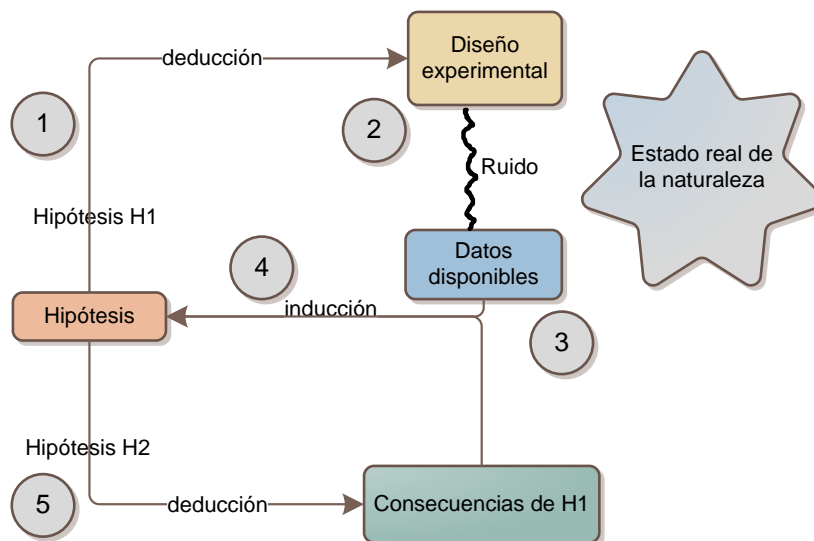 deducción
Diseño
experimental
1
2
Estado real de
la naturaleza
Ruido
Hipótesis H1
Datos
disponibles
4
Hipótesis
inducción
3
Hipótesis H2
5
deducción
Consecuencias de H1